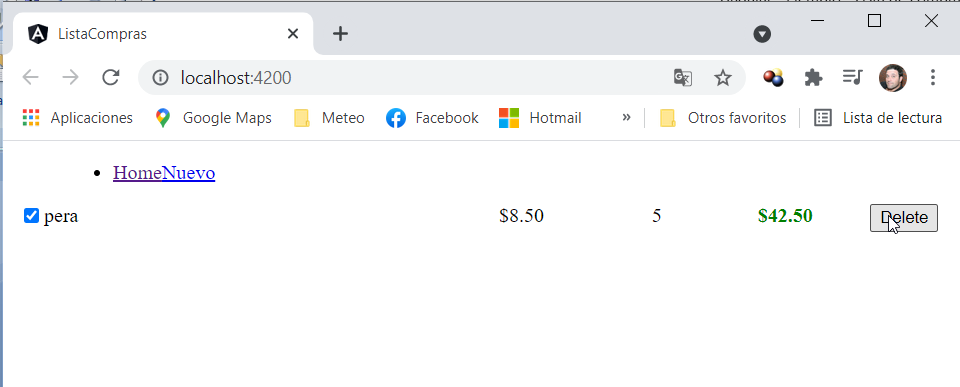 ListaCompras
localhost:4200
Aplicaciones Google Maps Meteo Facebook Hotmail » Otros favoritos Lista de lectura
HomeNuevo
pera $8.50 5 $42.50 Delete